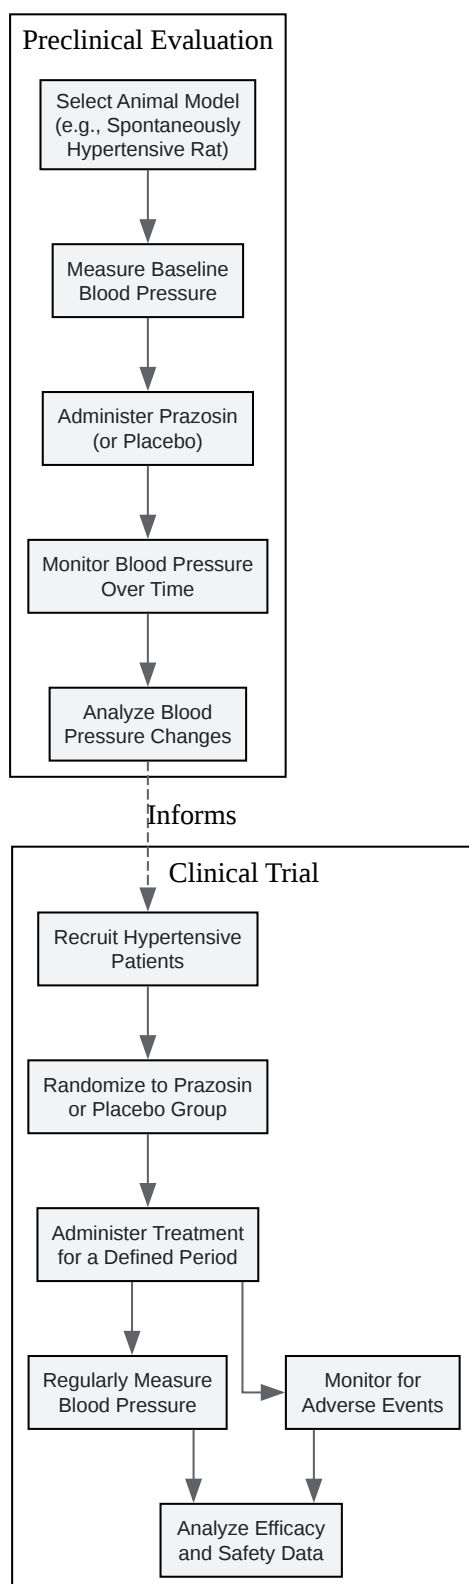 Preclinical Evaluation
Select Animal Model
(e.g., Spontaneously
Hypertensive Rat)
Measure Baseline
Blood Pressure
Administer Prazosin
(or Placebo)
Monitor Blood Pressure
Over Time
Analyze Blood
Pressure Changes
Informs
Clinical Trial
Recruit Hypertensive
Patients
Randomize to Prazosin
or Placebo Group
Administer Treatment
for a Defined Period
Regularly Measure
Blood Pressure
Monitor for
Adverse Events
Analyze Efficacy
and Safety Data